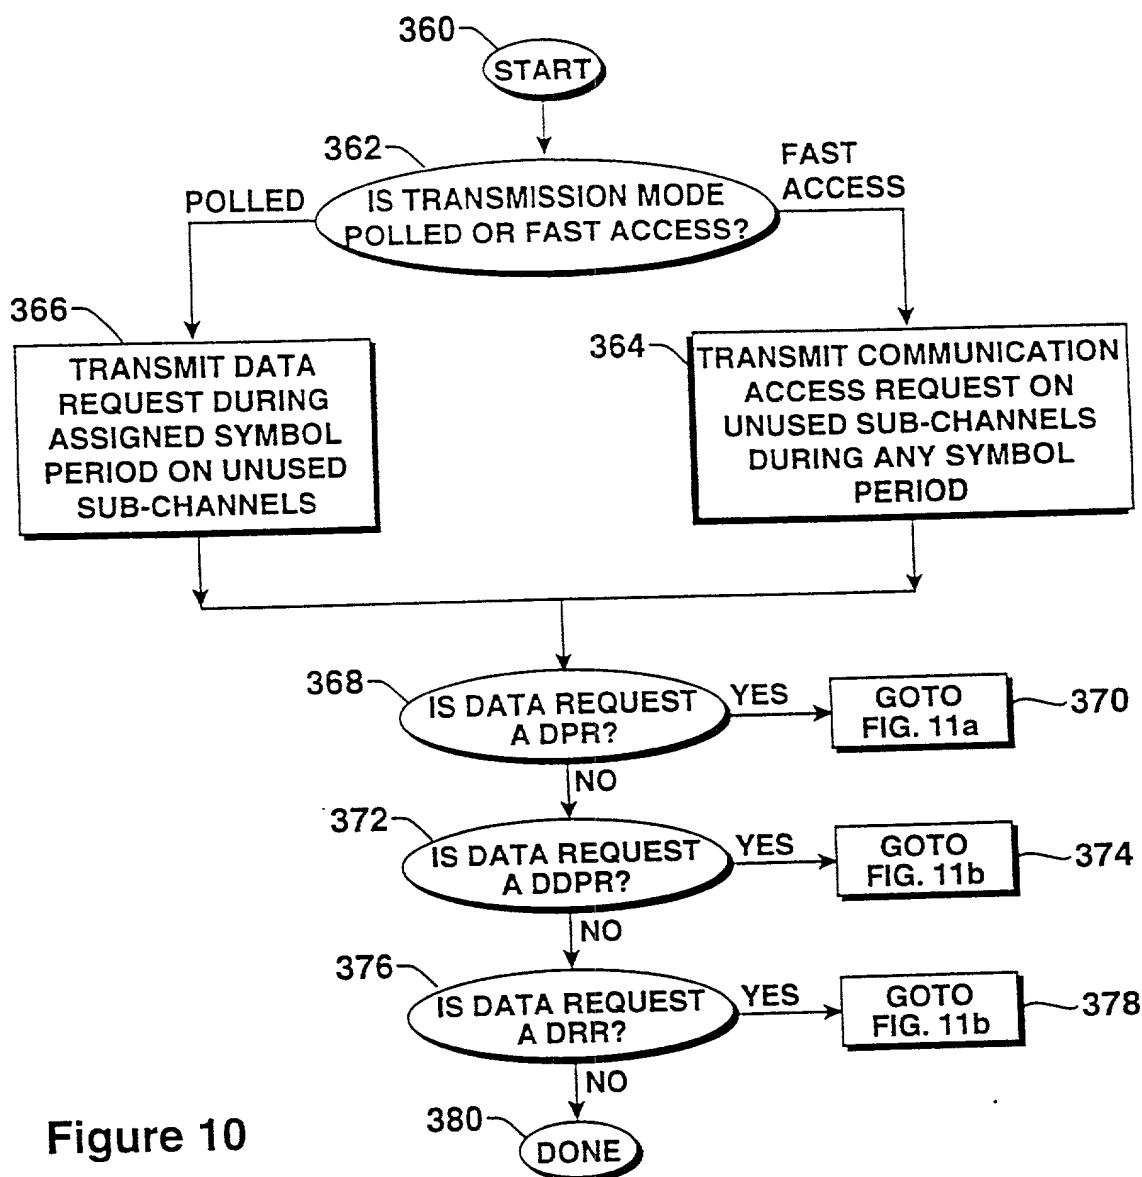 360
START
362
IS TRANSMISSION MODE
POLLED OR FAST ACCESS?
POLLED
FAST
ACCESS
366
TRANSMIT DATA
REQUEST DURING
ASSIGNED SYMBOL
PERIOD ON UNUSED
SUB-CHANNELS
364
TRANSMIT COMMUNICATION
ACCESS REQUEST ON
UNUSED SUB-CHANNELS
DURING ANY SYMBOL
PERIOD
368
IS DATA REQUEST
A DPR?
YES
GOTO
FIG. 11a
370
NO
372
IS DATA REQUEST
A DDPR?
YES
GOTO
FIG. 11b
374
NO
376
IS DATA REQUEST
A DRR?
YES
GOTO
FIG. 11b
378
NO
380
DONE
Figure 10